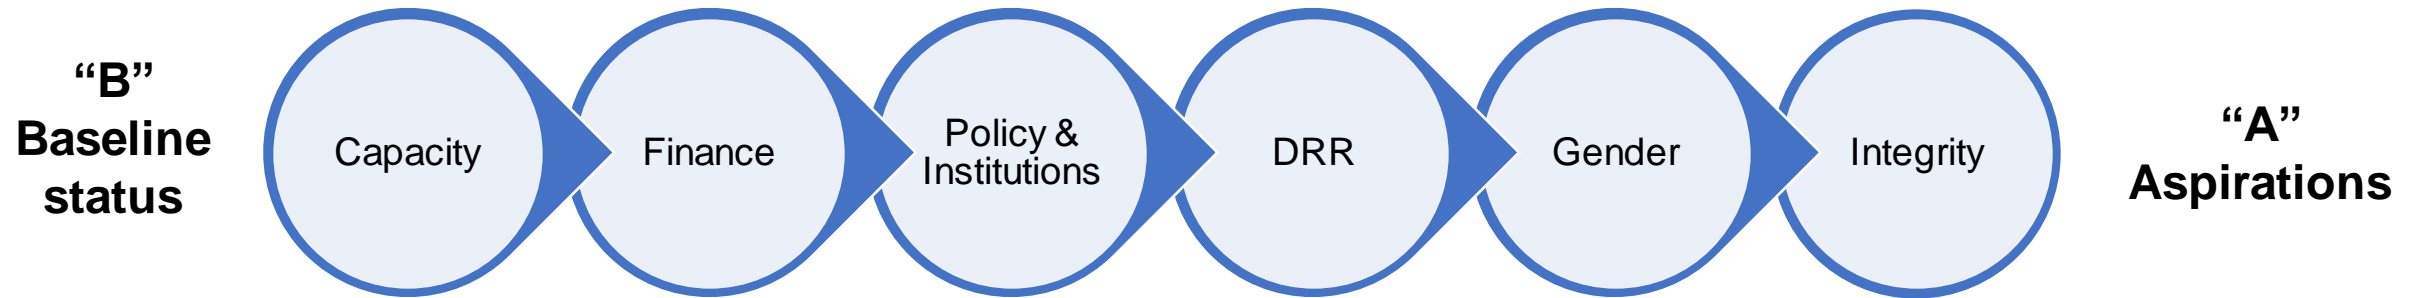 “B”
Baseline
status
Capacity
Finance
Policy &
Institutions
DRR
Gender
Integrity
“A”
Aspirations